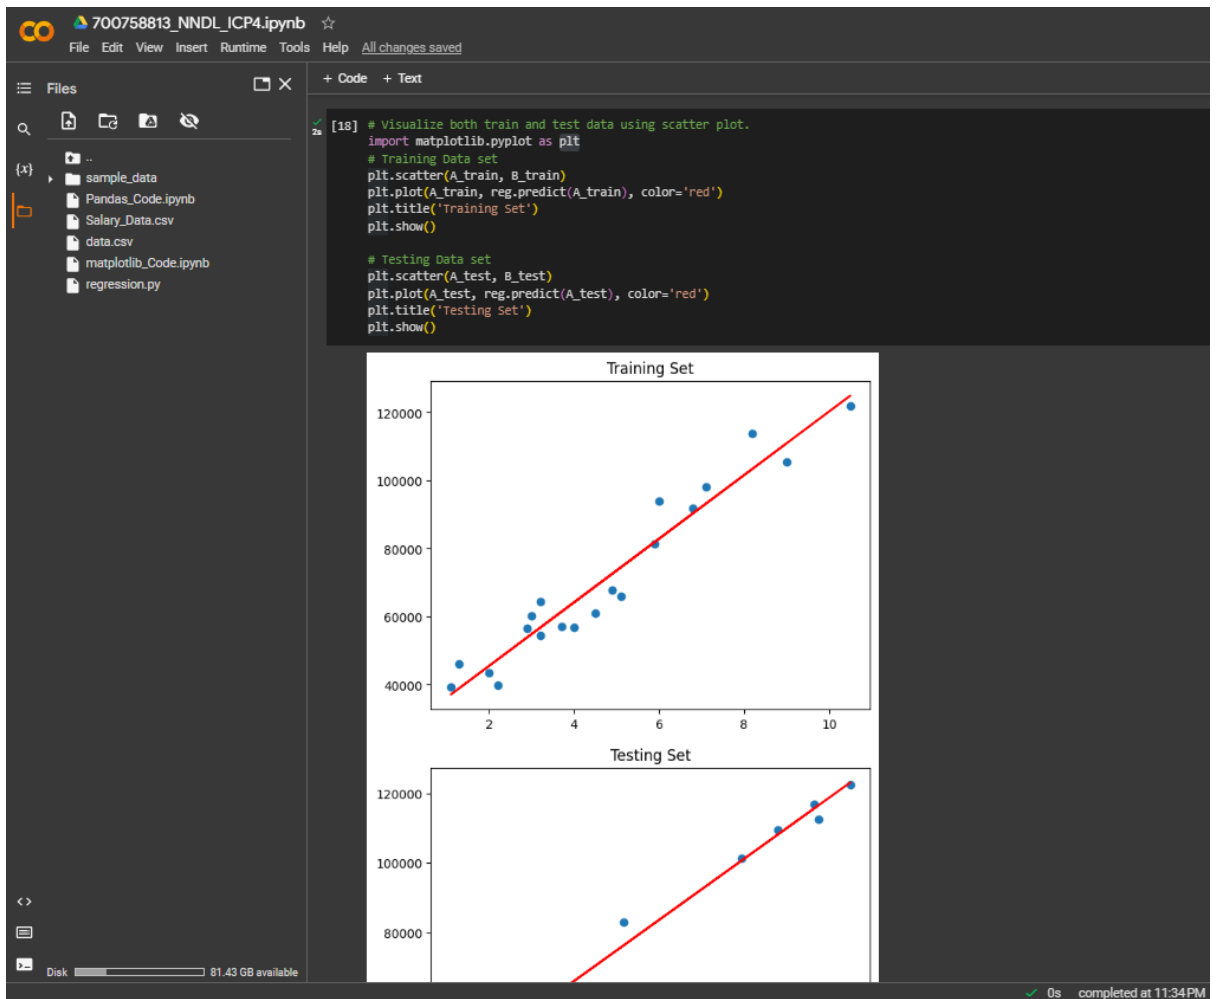 700758813_NNDL_ICP4.ipynb
File Edit View Insert Runtime Tools Help All changes saved
Files
+ Code + Text
..
sample_data
Pandas_Code.ipynb
Salary_Data.csv
data.csv
matplotlib_Code.ipynb
regression.py
{x}
<>
Disk 81.43 GB available
2s
[18] # Visualize both train and test data using scatter plot.
import matplotlib.pyplot as plt
# Training Data set
plt.scatter(A_train, B_train)
plt.plot(A_train, reg.predict(A_train), color='red')
plt.title('Training Set')
plt.show()
# Testing Data set
plt.scatter(A_test, B_test)
plt.plot(A_test, reg.predict(A_test), color='red')
plt.title('Testing Set')
plt.show()
Training Set
120000
100000
80000
60000
40000
2 4 6 8 10
Testing Set
120000
100000
80000
0s completed at 11:34 PM